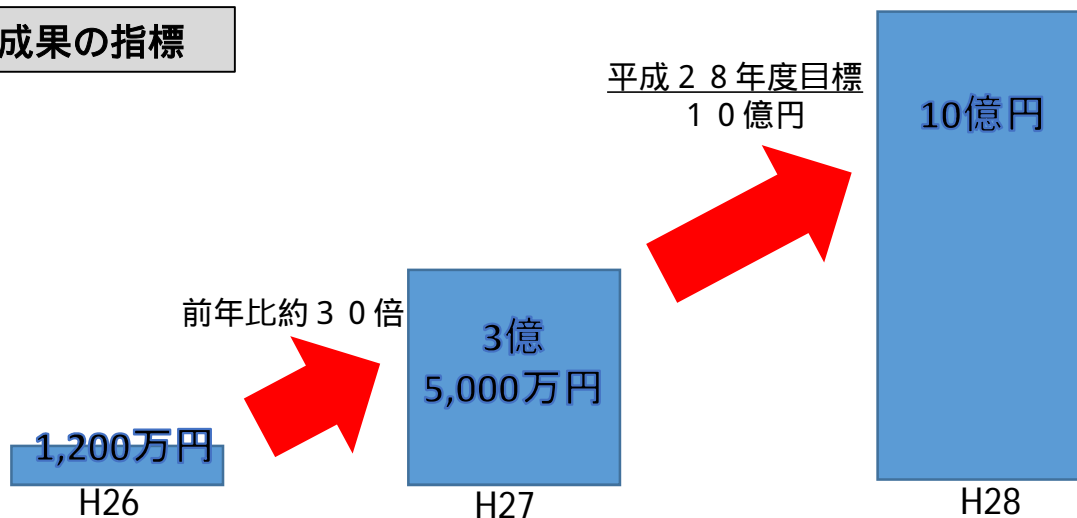 成果の指標
平成２８年度目標
１０億円
10億円
前年比約３０倍
3億
5,000万円
1,200万円
H26
H27
H28